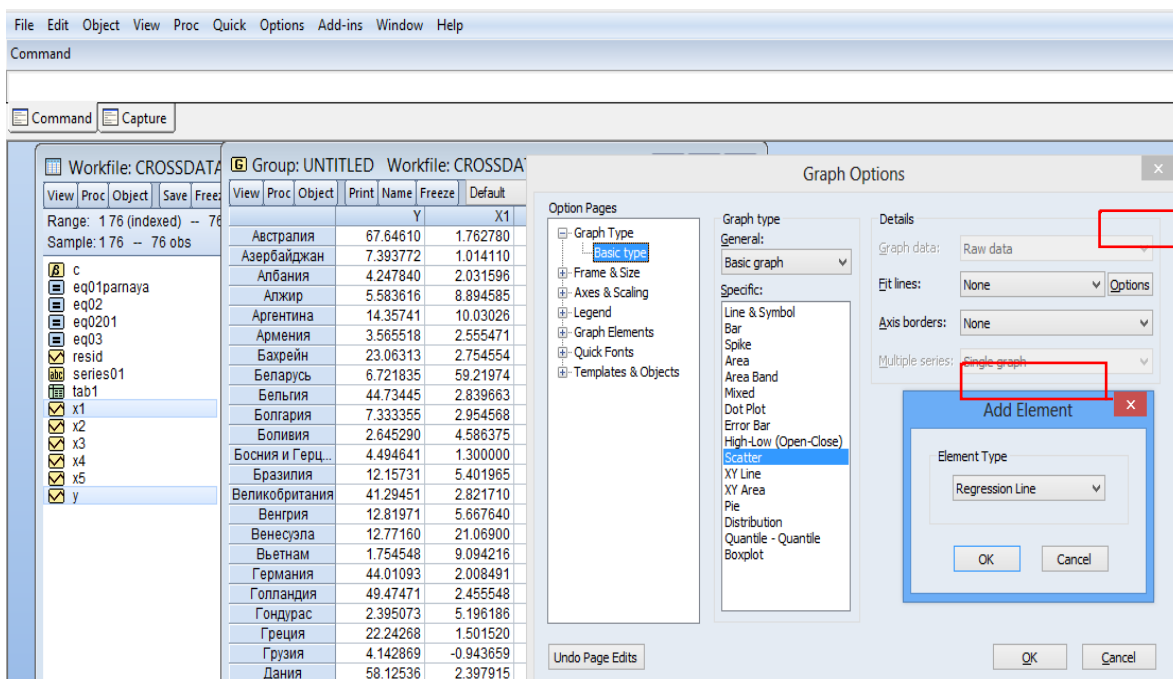 File Edit Object View Proc Quick Options Add-ins Window Help
Command
Command Capture
Workfile: CROSSDATA
View Proc Object Save Freez
Range: 1 76 (indexed) -- 76
Sample: 1 76 -- 76 obs
c
eq01parnaya
eq02
eq0201
eq03
resid
abc series01
tab1
x1
x2
x3
x4
x5
y
G Group: UNTITLED Workfile: CROSSDAT
View Proc Object Print Name Freeze Default
Y X1
Австралия 67.64610 1.762780
Азербайджан 7.393772 1.014110
Албания 4.247840 2.031596
Алжир 5.583616 8.894585
Аргентина 14.35741 10.03026
Армения 3.565518 2.555471
Бахрейн 23.06313 2.754554
Беларусь 6.721835 59.21974
Бельгия 44.73445 2.839663
Болгария 7.333355 2.954568
Боливия 2.645290 4.586375
Босния и Герц... 4.494641 1.300000
Бразилия 12.15731 5.401965
Великобритания 41.29451 2.821710
Венгрия 12.81971 5.667640
Венесуэла 12.77160 21.06900
Вьетнам 1.754548 9.094216
Германия 44.01093 2.008491
Голландия 49.47471 2.455548
Гондурас 2.395073 5.196186
Греция 22.24268 1.501520
Грузия 4.142869 -0.943659
Дания 58.12536 2.397915
Graph Options
x
Option Pages
Graph Type
Basic type
Frame & Size
Axes & Scaling
Legend
Graph Elements
Quick Fonts
Templates & Objects
Undo Page Edits
Graph type
General:
Basic graph
Specific:
Line & Symbol
Bar
Spike
Area
Area Band
Mixed
Dot Plot
Error Bar
High-Low (Open-Close)
Scatter
XY Line
XY Area
Pie
Distribution
Quantile - Quantile
Boxplot
Details
Graph data: Raw data
Fit lines: None Options
Axis borders: None
Multiple series: Single graph
Add Element
x
Element Type
Regression Line
OK Cancel
OK Cancel